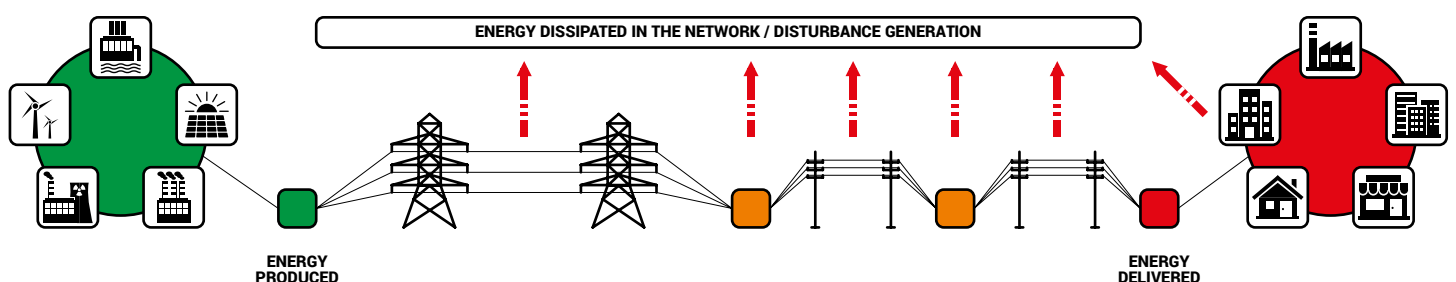 ENERGY DISSIPATED IN THE NETWORK / DISTURBANCE GENERATION
ENERGY
PRODUCED
ENERGY
DELIVERED